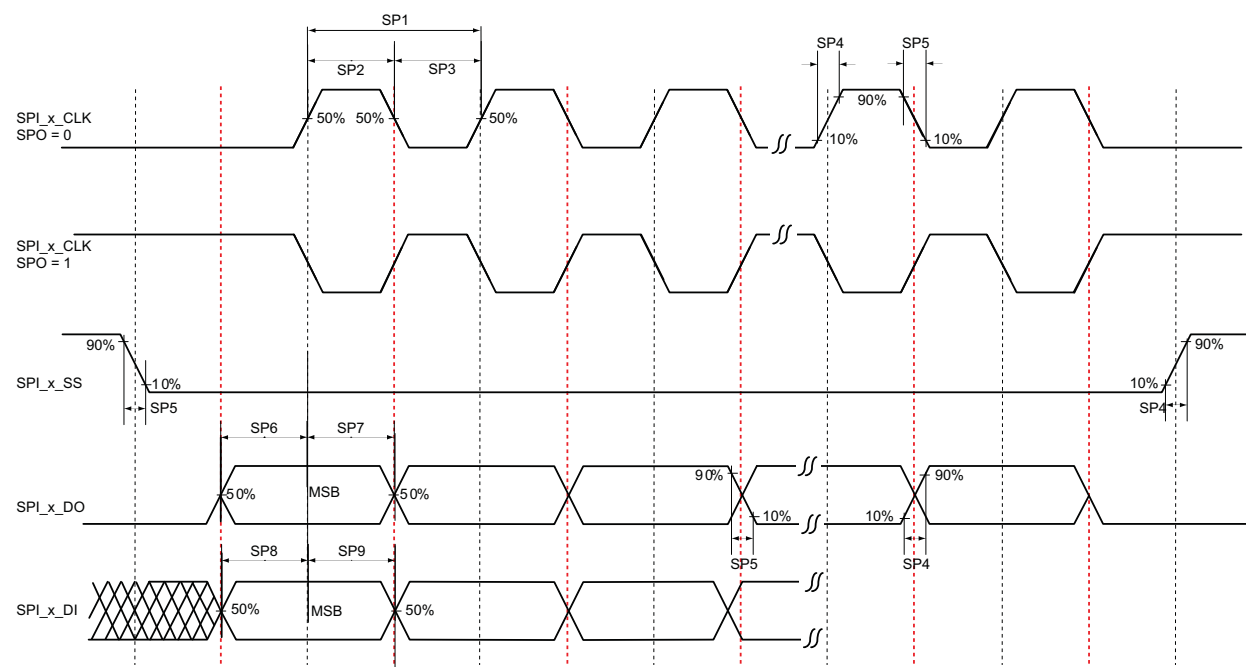 SP1
SP4 SP5
SP2 SP3
SPI_x_CLK
SPO = 0
50% 50% 50% 90%
10% 10%
SPI_x_CLK
SPO = 1
90% 90%
SPI_x_SS 10% 10%
SP5 SP4
SP6 SP7
90% 90%
50% MSB 50%
SPI_x_DO 10% 10%
SP8 SP9 SP5 SP4
SPI_x_DI 50% MSB 50%